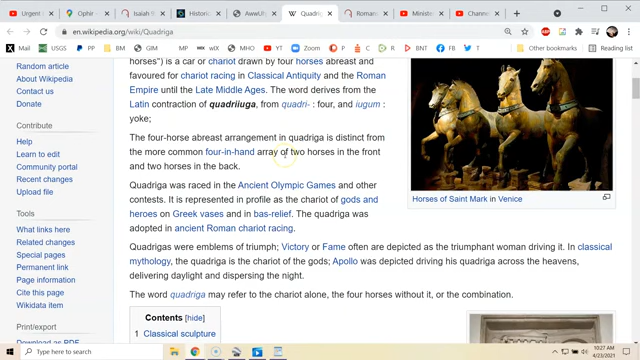 Urgent
Ophir
Isaiah 9
Historic
AwwUh
Quadrig
Romans
Minister
Channel
en.wikipedia.org/wiki/Quadriga
Mixed
USGS
PF
DB
MHO
YT
GT
BNT
FB
MW
Other bookmarks
Reading list
Random article
About Wikipedia
Contact us
Donate
Contribute
Help
Learn to edit
Community portal
Recent changes
Upload file
Tools
What links here
Related changes
Special pages
Permanent link
Page information
Cite this page
Wikidata item
Print/export
Download as PDF
horses") is a car or chariot drawn by four horses abreast and
favoured for chariot racing in Classical Antiquity and the Roman
Empire until the Late Middle Ages. The word derives from the
Latin contraction of quadriiuga, from quadri- : four, and iugum :
yoke;
The four-horse abreast arrangement in quadriga is distinct from
the more common four-in-hand array of two horses in the front
and two horses in the back.
Quadriga was raced in the Ancient Olympic Games and other
contests. It is represented in profile as the chariot of gods and
heroes on Greek vases and in bas-relief. The quadriga was
adopted in ancient Roman chariot racing.
Horses of Saint Mark in Venice
Quadrigas were emblems of triumph; Victory or Fame often are depicted as the triumphant woman driving it. In classical
mythology, the quadriga is the chariot of the gods; Apollo was depicted driving his quadriga across the heavens,
delivering daylight and dispersing the night.
The word quadriga may refer to the chariot alone, the four horses without it, or the combination.
Contents [hide]
1 Classical sculpture
Type here to search
10:27 AM
4/23/2021